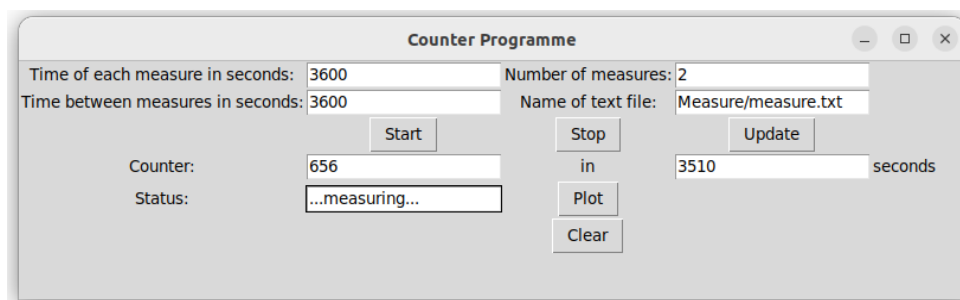 Counter Programme
Time of each measure in seconds: 3600 Number of measures: 2
Time between measures in seconds: 3600 Name of text file: Measure/measure.txt
Start Stop Update
Counter: 656 in 3510 seconds
Status: ...measuring... Plot
Clear